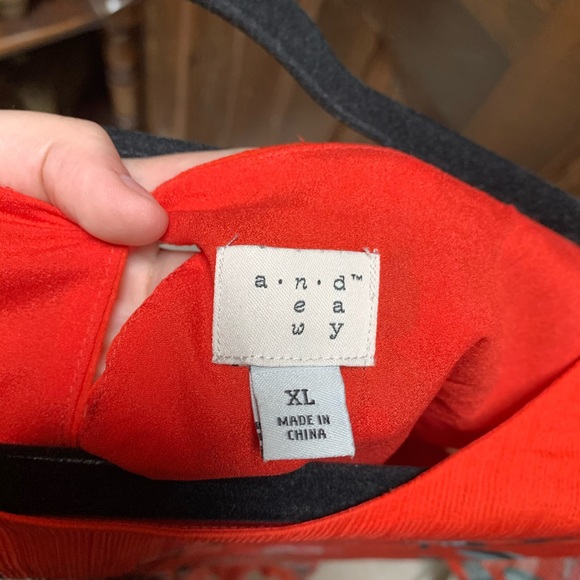 a · n · d™
e a
w y
XL
MADE IN
CHINA